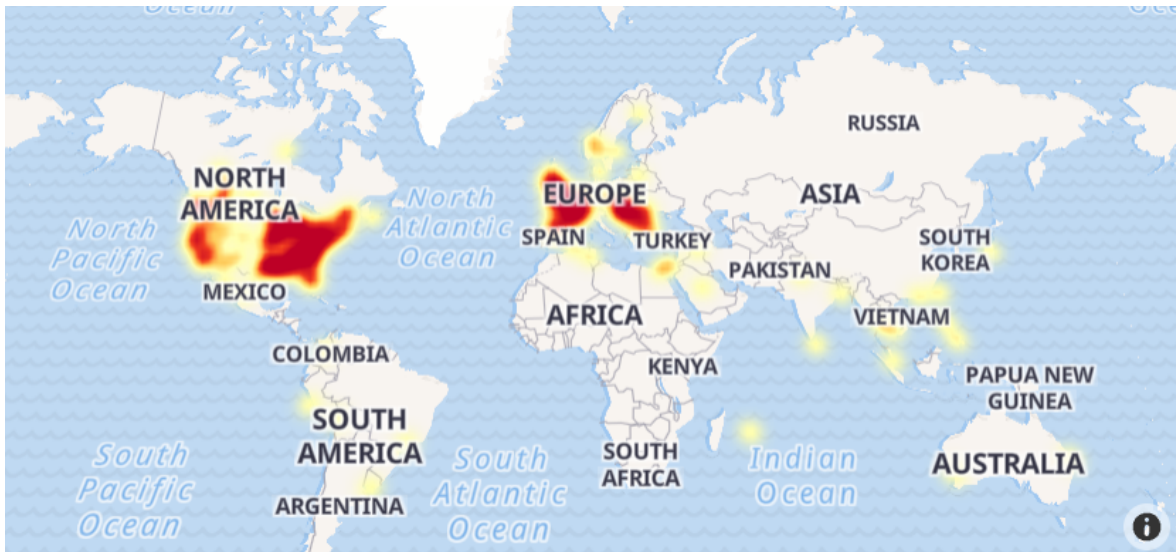 Ocean
Oc
RUSSIA
NORTH
AMERICA
EUROPE
ASIA
North
Atlantic
Ocean
North
Pacific
Ocean
SPAIN
TURKEY
SOUTH
KOREA
PAKISTAN
MEXICO
AFRICA
VIETNAM
COLOMBIA
KENYA
PAPUA NEW
GUINEA
SOUTH
AMERICA
South
Pacific
Ocean
South
Atlantic
Ocean
SOUTH
AFRICA
Indian
Ocean
AUSTRALIA
ARGENTINA
i